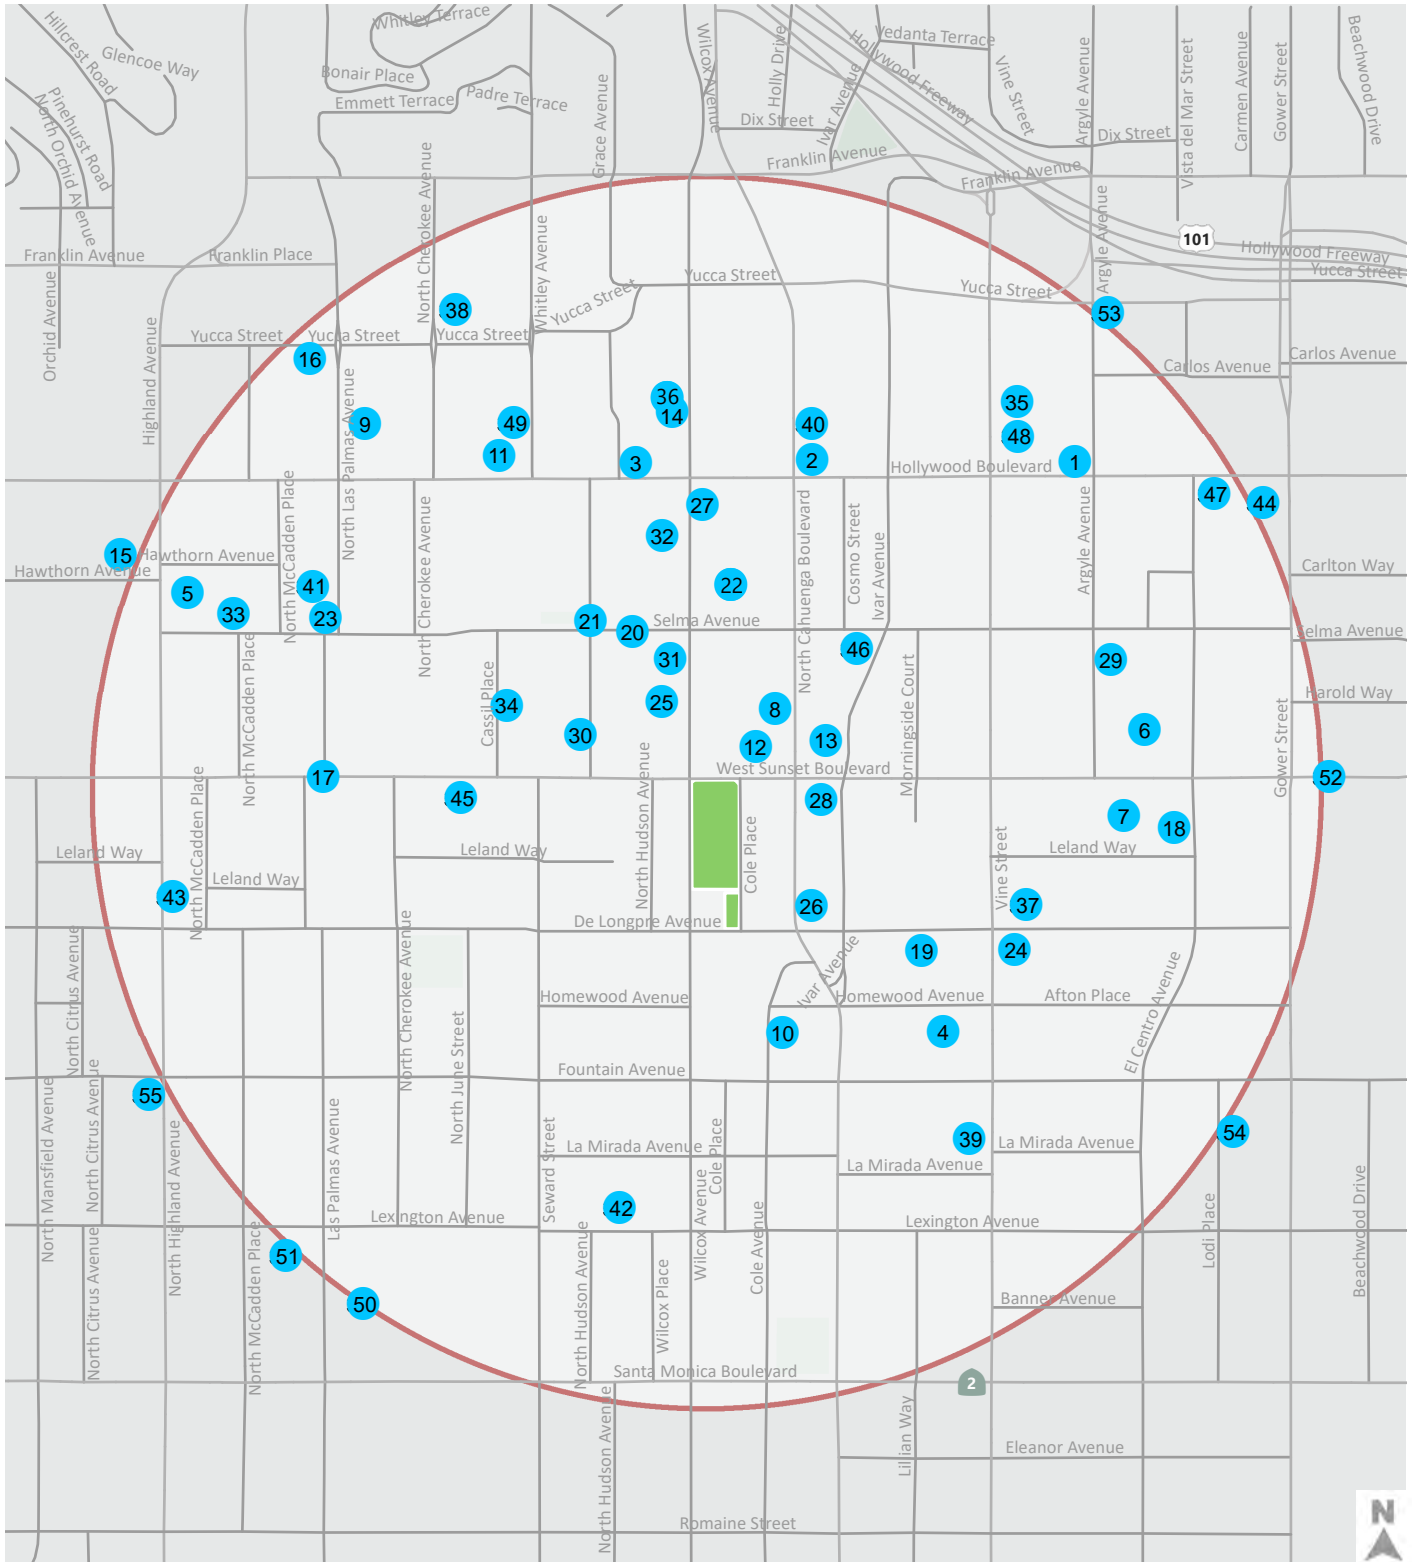 Whitley Terrace
Hillcrest Road
Glencoe Way
Bonair Place
Emmett Terrace
Padre Terrace
Pinehurst Road
North Orchid Avenue
Grace Avenue
Wilcox Avenue
Holly Drive
Dix Street
Ivar Avenue
Hollywood Freeway
Vedanta Terrace
Vine Street
Argyle Avenue
Dix Street
Vista del Mar Street
Carmen Avenue
Gower Street
Beachwood Drive
Franklin Avenue
Franklin Avenue
North Cherokee Avenue
Whitley Avenue
Franklin Avenue
Franklin Place
Orchid Avenue
Highland Avenue
101
Hollywood Freeway
Yucca Street
Argyle Avenue
Yucca Street
Yucca Street
Yucca Street
Yucca Street
Yucca Street
Yucca Street
38
53
16
Carlos Avenue
Carlos Avenue
36
14
35
9
49
40
48
11
3
2
1
Hollywood Boulevard
North Las Palmas Avenue
North McCadden Place
North Cherokee Avenue
27
47
44
32
North Cahuenga Boulevard
Cosmo Street
Ivar Avenue
Argyle Avenue
15
Hawthorn Avenue
Hawthorn Avenue
Carlton Way
5
41
22
33
23
21
20
Selma Avenue
Selma Avenue
46
31
29
North McCadden Place
Cassil Place
34
25
8
Harold Way
30
12
13
6
Morningside Court
West Sunset Boulevard
17
52
Gower Street
45
28
7
18
North McCadden Place
North Hudson Avenue
Cole Place
Leland Way
Leland Way
Leland Way
Leland Way
Vine Street
43
26
37
De Longpre Avenue
19
24
North Citrus Avenue
North Cherokee Avenue
Ivar Avenue
El Centro Avenue
Homewood Avenue
Homewood Avenue
Afton Place
10
4
North June Street
Fountain Avenue
55
North Mansfield Avenue
North Citrus Avenue
North Highland Avenue
Las Palmas Avenue
Seward Street
La Mirada Avenue
Cole Place
39
La Mirada Avenue
La Mirada Avenue
54
42
Lexington Avenue
Lexington Avenue
Wilcox Avenue
Cole Avenue
Lodi Place
Beachwood Drive
51
50
North Citrus Avenue
North McCadden Place
North Hudson Avenue
Wilcox Place
Banner Avenue
Santa Monica Boulevard
2
North Hudson Avenue
Lillian Way
Eleanor Avenue
Romaine Street
N